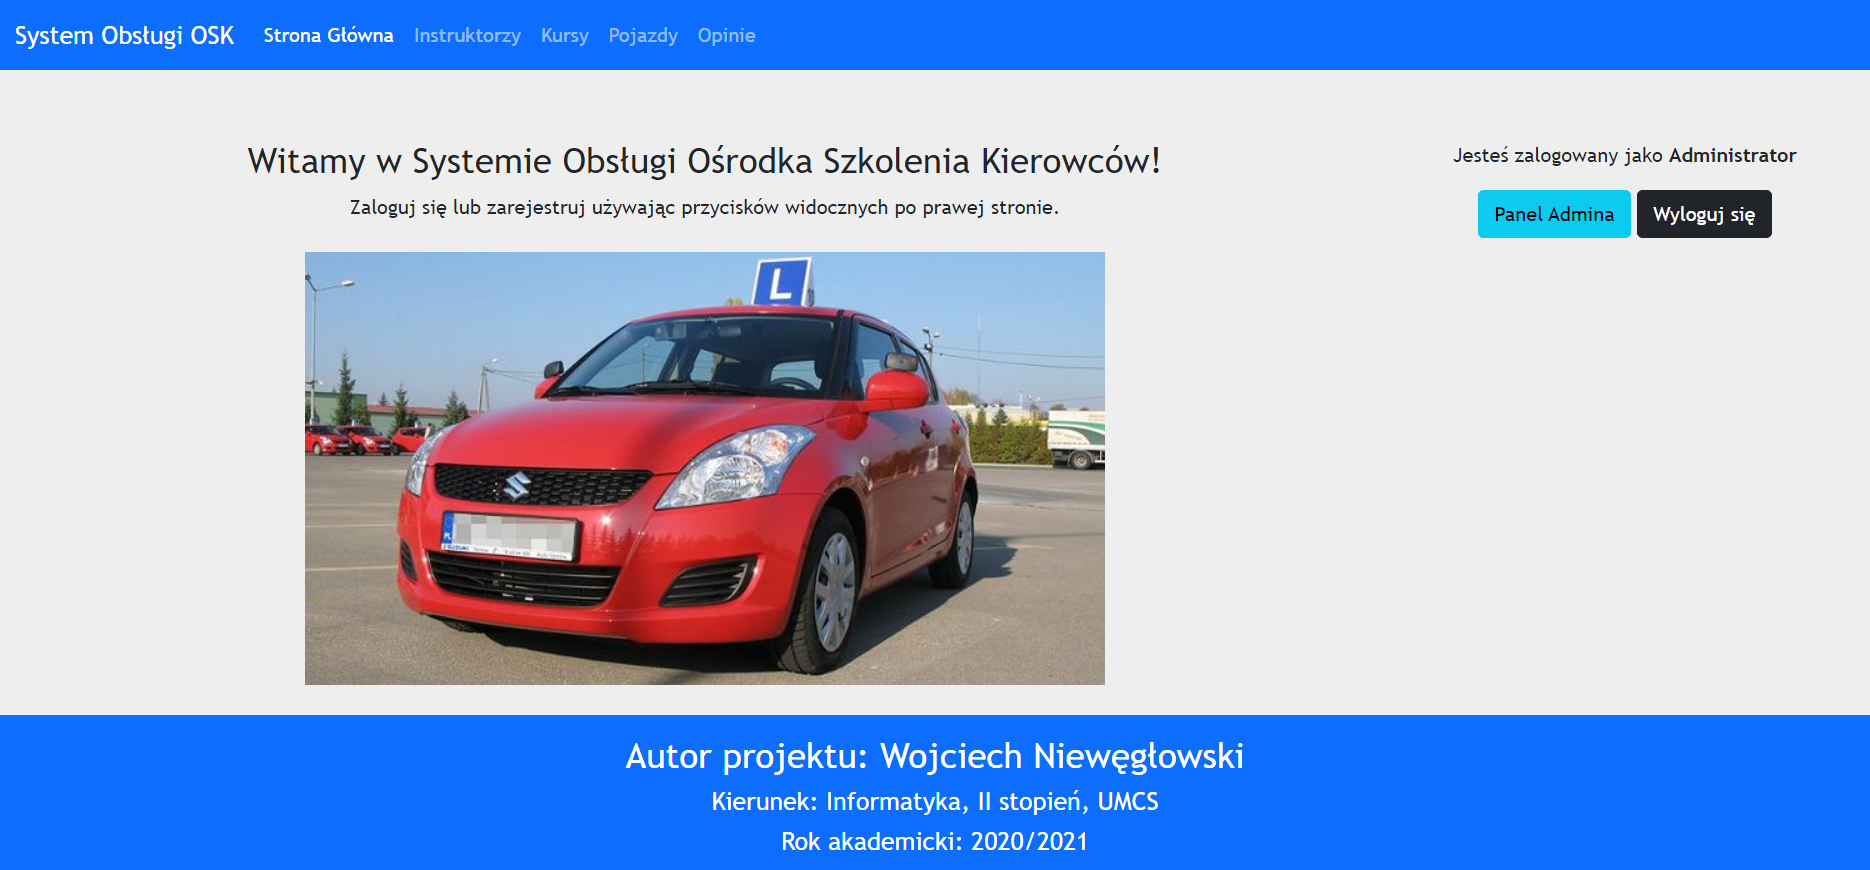 System Obsługi OSK Strona Główna Instruktorzy Kursy Pojazdy Opinie
Witamy w Systemie Obsługi Ośrodka Szkolenia Kierowców!
Zaloguj się lub zarejestruj używając przycisków widocznych po prawej stronie.
Jesteś zalogowany jako Administrator
Panel Admina Wyloguj się
L
PL
SUZUKI
Autor projektu: Wojciech Niewęgłowski
Kierunek: Informatyka, II stopień, UMCS
Rok akademicki: 2020/2021